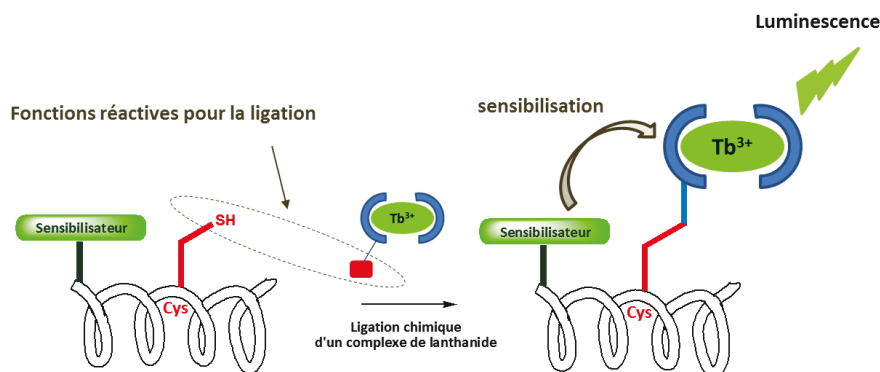 Luminescence
Fonctions réactives pour la ligation
sensibilisation
Tb³⁺
SH
Tb³⁺
Sensibilisateur
Sensibilisateur
Cys
Cys
Ligation chimique
d'un complexe de lanthanide